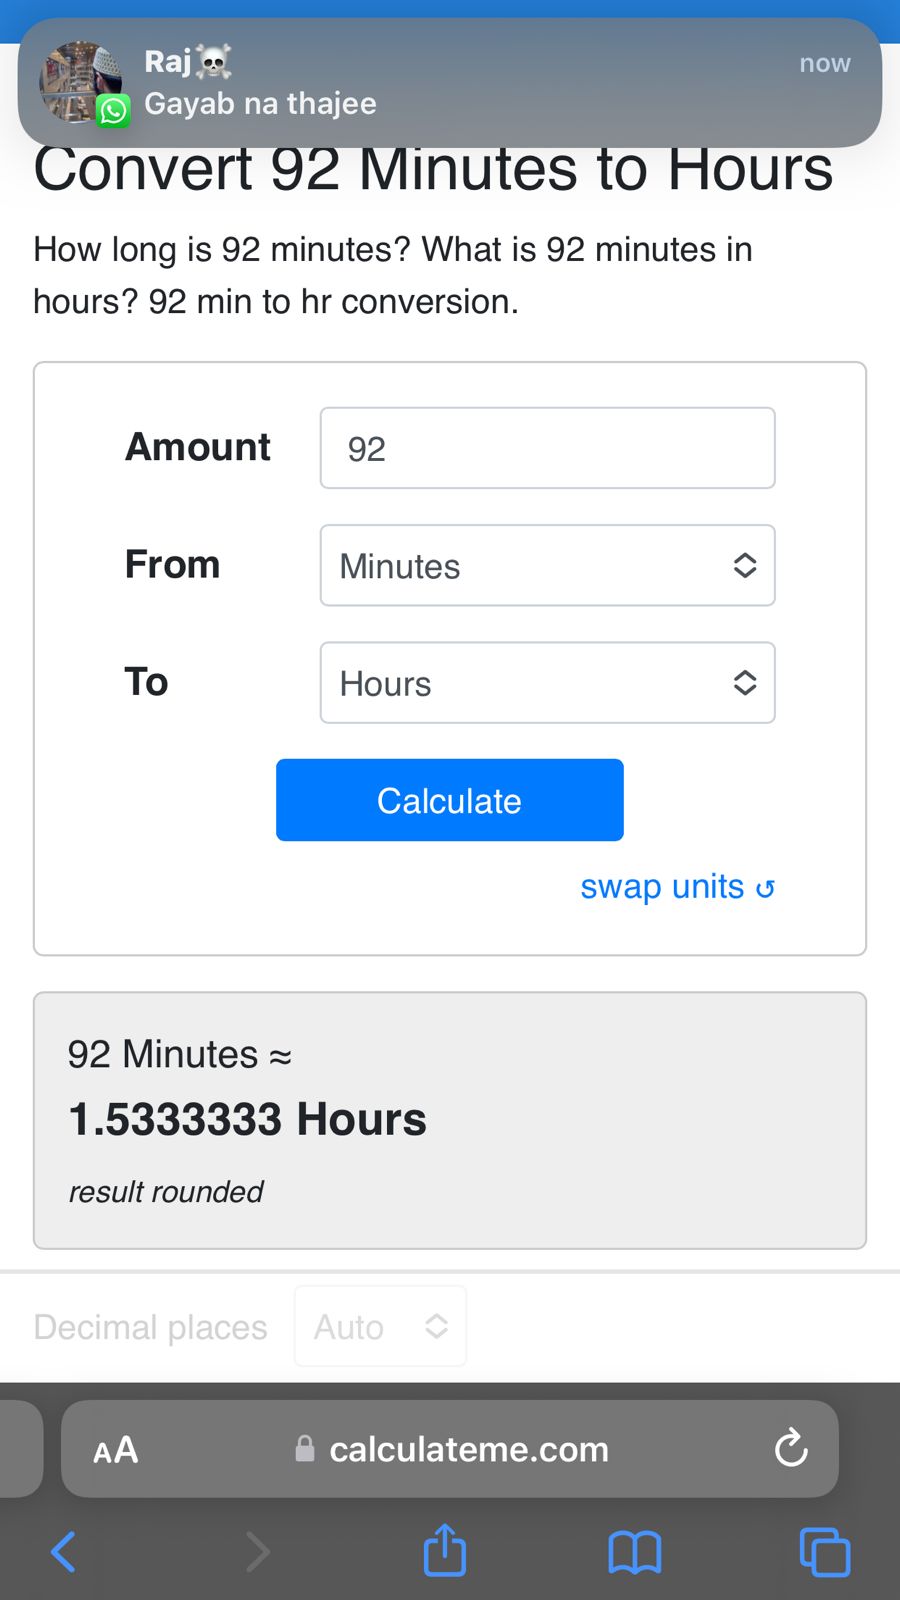 Raj☠️
now
Gayab na thajee
Convert 92 Minutes to Hours
How long is 92 minutes? What is 92 minutes in
hours? 92 min to hr conversion.
Amount 92
From Minutes
To Hours
Calculate
swap units ↺
92 Minutes ≈
1.5333333 Hours
result rounded
Decimal places Auto
AA calculateme.com